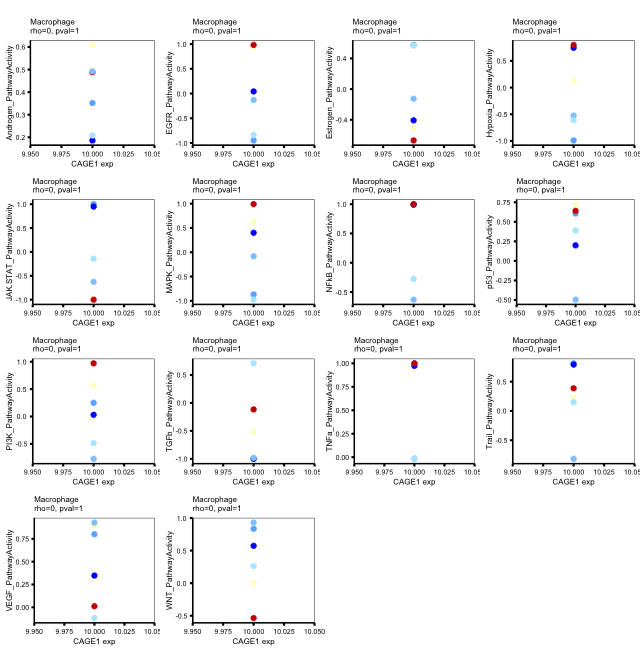 Macrophage
rho=0, pval=1
Androgen_PathwayActivity
0.6
0.5
0.4
0.3
0.2
9.950 9.975 10.000 10.025 10.05
CAGE1 exp
Macrophage
rho=0, pval=1
EGFR_PathwayActivity
1.0
0.5
0.0
-0.5
-1.0
9.950 9.975 10.000 10.025 10.05
CAGE1 exp
Macrophage
rho=0, pval=1
Estrogen_PathwayActivity
0.4
0.0
-0.4
9.950 9.975 10.000 10.025 10.05
CAGE1 exp
Macrophage
rho=0, pval=1
Hypoxia_PathwayActivity
0.5
0.0
-0.5
-1.0
9.950 9.975 10.000 10.025 10.05
CAGE1 exp
Macrophage
rho=0, pval=1
JAK.STAT_PathwayActivity
1.0
0.5
0.0
-0.5
-1.0
9.950 9.975 10.000 10.025 10.05
CAGE1 exp
Macrophage
rho=0, pval=1
MAPK_PathwayActivity
1.0
0.5
0.0
-0.5
-1.0
9.950 9.975 10.000 10.025 10.05
CAGE1 exp
Macrophage
rho=0, pval=1
NFkB_PathwayActivity
1.0
0.5
0.0
-0.5
9.950 9.975 10.000 10.025 10.05
CAGE1 exp
Macrophage
rho=0, pval=1
p53_PathwayActivity
0.75
0.50
0.25
0.00
-0.25
-0.50
9.950 9.975 10.000 10.025 10.05
CAGE1 exp
Macrophage
rho=0, pval=1
PI3K_PathwayActivity
1.0
0.5
0.0
-0.5
9.950 9.975 10.000 10.025 10.05
CAGE1 exp
Macrophage
rho=0, pval=1
TGFb_PathwayActivity
0.5
0.0
-0.5
-1.0
9.950 9.975 10.000 10.025 10.05
CAGE1 exp
Macrophage
rho=0, pval=1
TNFa_PathwayActivity
1.00
0.75
0.50
0.25
0.00
9.950 9.975 10.000 10.025 10.05
CAGE1 exp
Macrophage
rho=0, pval=1
Trail_PathwayActivity
0.5
0.0
-0.5
9.950 9.975 10.000 10.025 10.05
CAGE1 exp
Macrophage
rho=0, pval=1
VEGF_PathwayActivity
0.75
0.50
0.25
0.00
9.950 9.975 10.000 10.025 10.05
CAGE1 exp
Macrophage
rho=0, pval=1
WNT_PathwayActivity
1.0
0.5
0.0
-0.5
9.950 9.975 10.000 10.025 10.050
CAGE1 exp